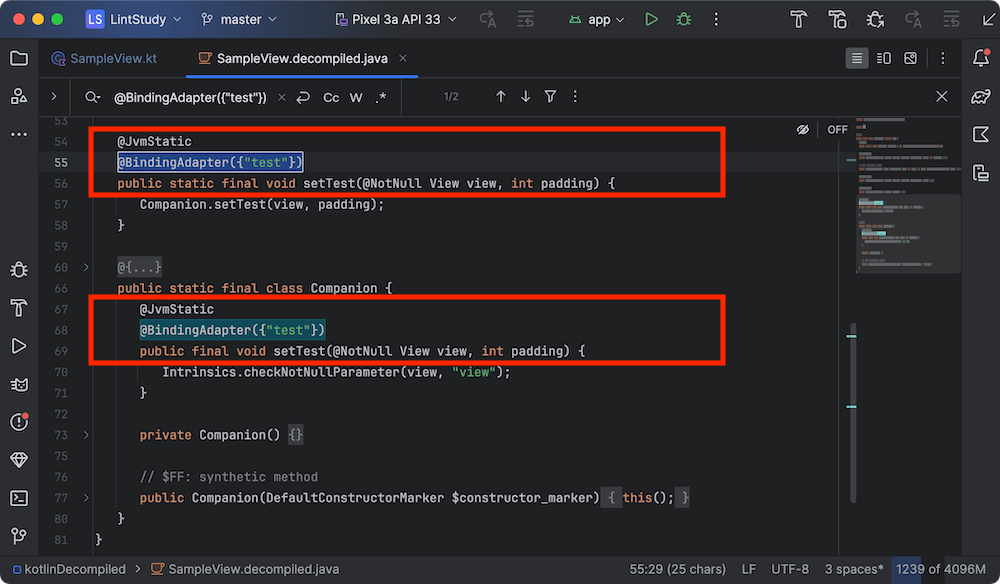 LS LintStudy master Pixel 3a API 33 app
SampleView.kt SampleView.decompiled.java
@BindingAdapter({"test"}) Cc W .* 1/2
OFF
53
54 @JvmStatic
55 @BindingAdapter({"test"})
56 public static final void setTest(@NotNull View view, int padding) {
57 Companion.setTest(view, padding);
58 }
59
60 @{...}
66 public static final class Companion {
67 @JvmStatic
68 @BindingAdapter({"test"})
69 public final void setTest(@NotNull View view, int padding) {
70 Intrinsics.checkNotNullParameter(view, "view");
71 }
72
73 private Companion() {}
75
76 // $FF: synthetic method
77 public Companion(DefaultConstructorMarker $constructor_marker) { this(); }
80 }
81 }
kotlinDecompiled SampleView.decompiled.java 55:29 (25 chars) LF UTF-8 3 spaces* 1239 of 4096M